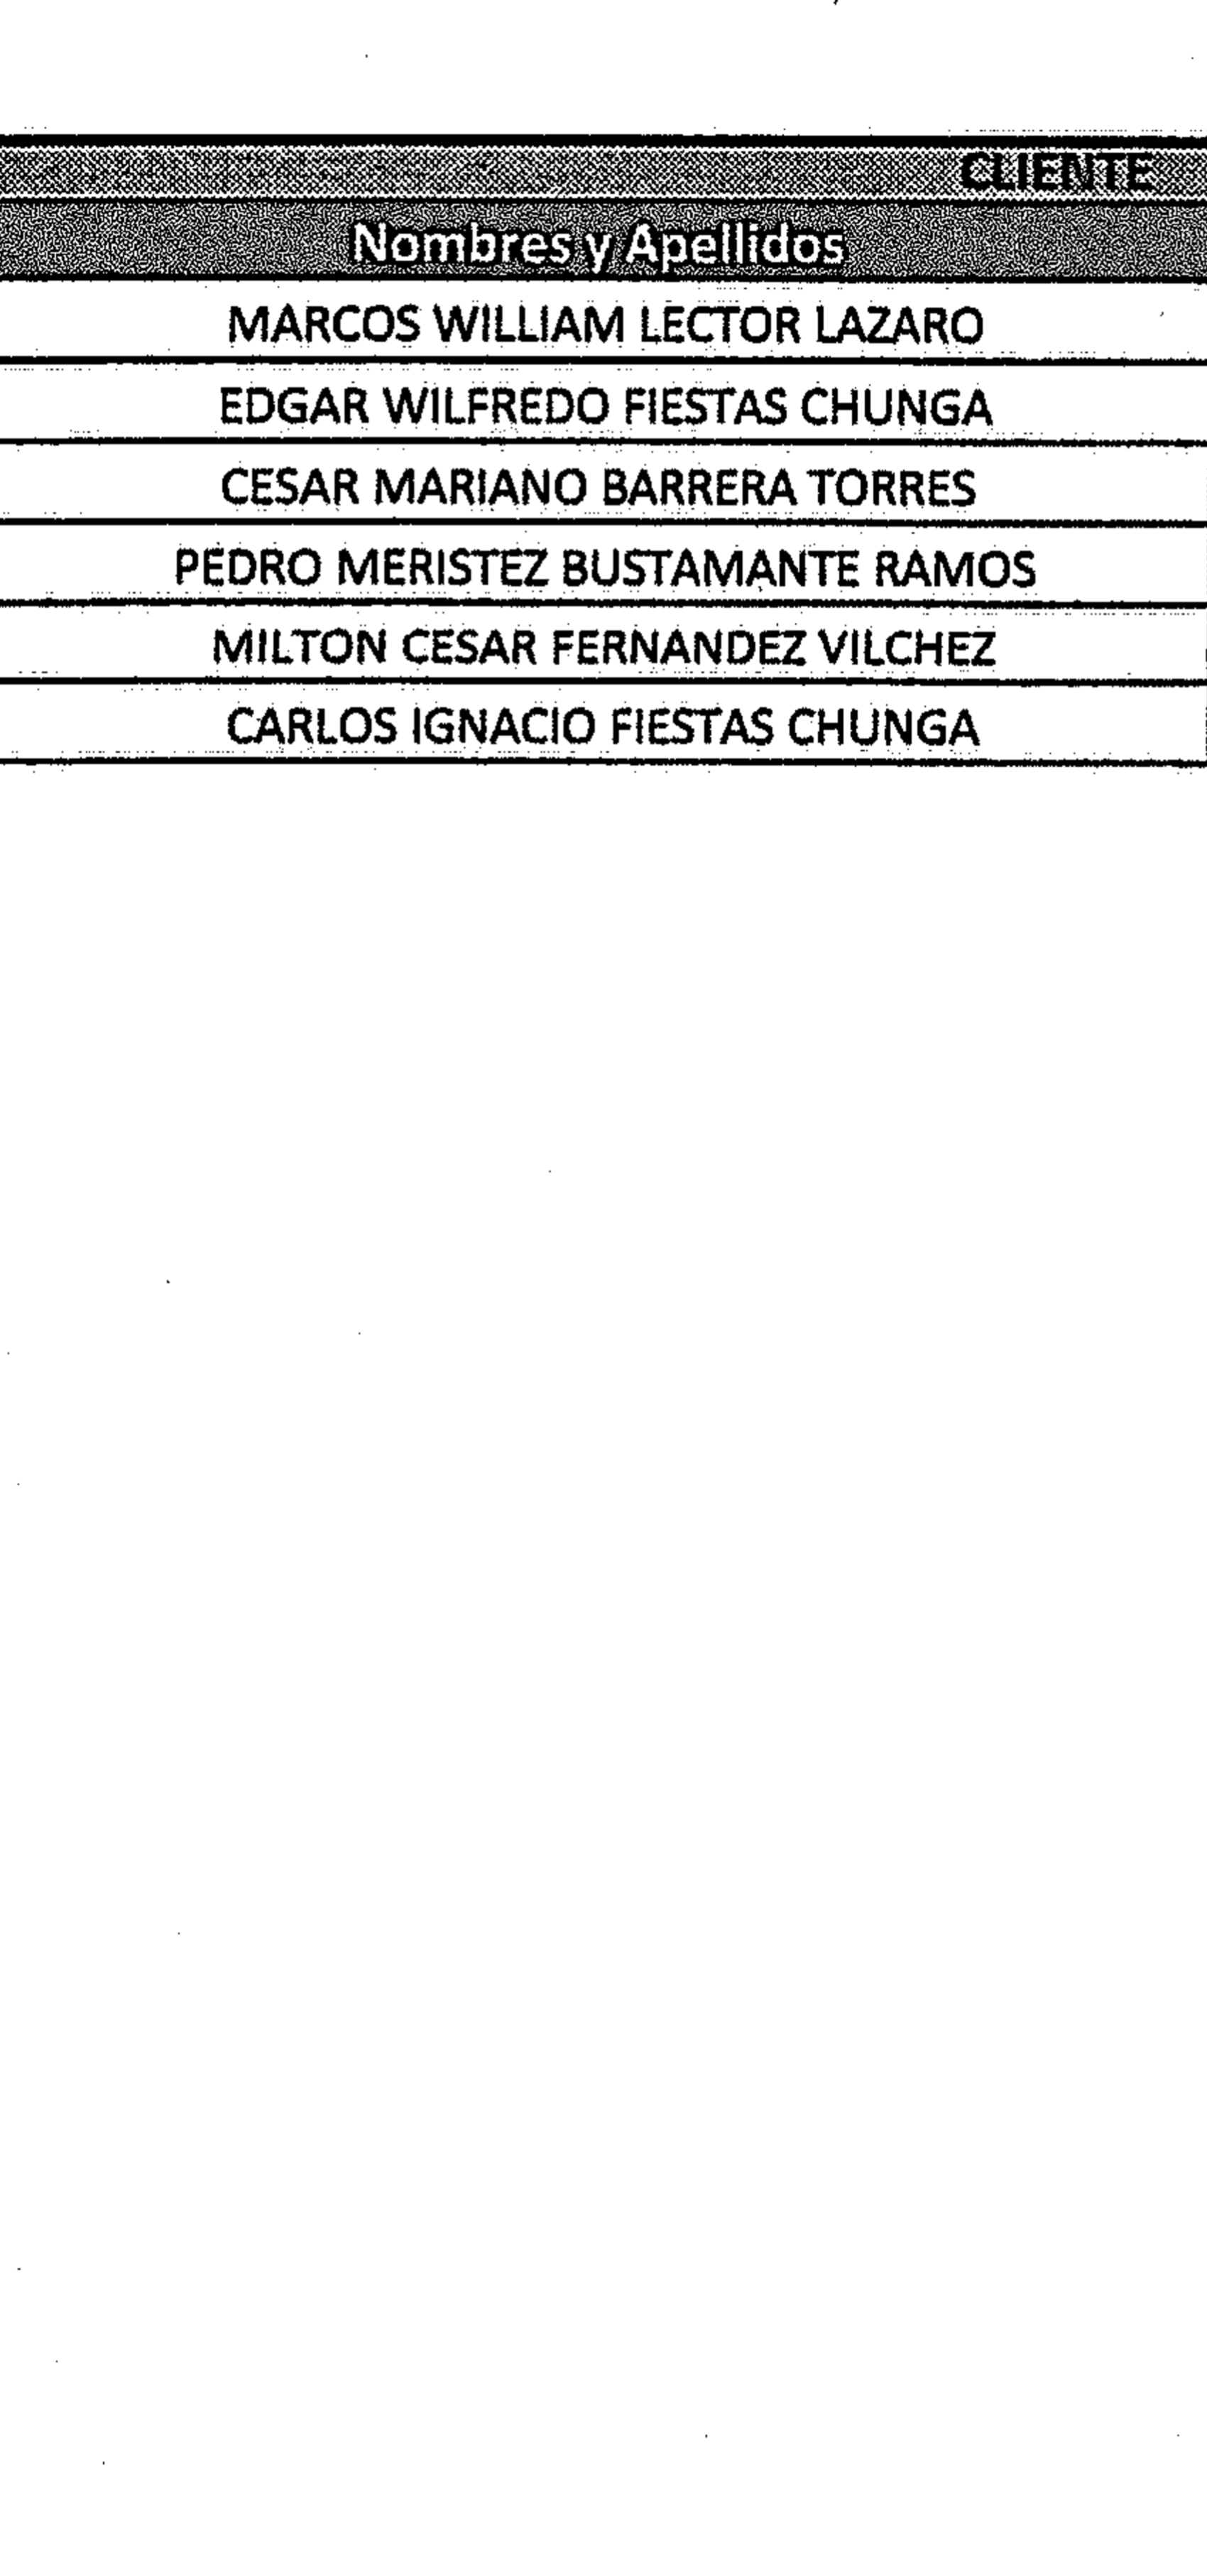 CLIENTE
Nombres y Apellidos
MARCOS WILLIAM LECTOR LAZARO
EDGAR WILFREDO FIESTAS CHUNGA
CESAR MARIANO BARRERA TORRES
PEDRO MERISTEZ BUSTAMANTE RAMOS
MILTON CESAR FERNANDEZ VILCHEZ
CARLOS IGNACIO FIESTAS CHUNGA